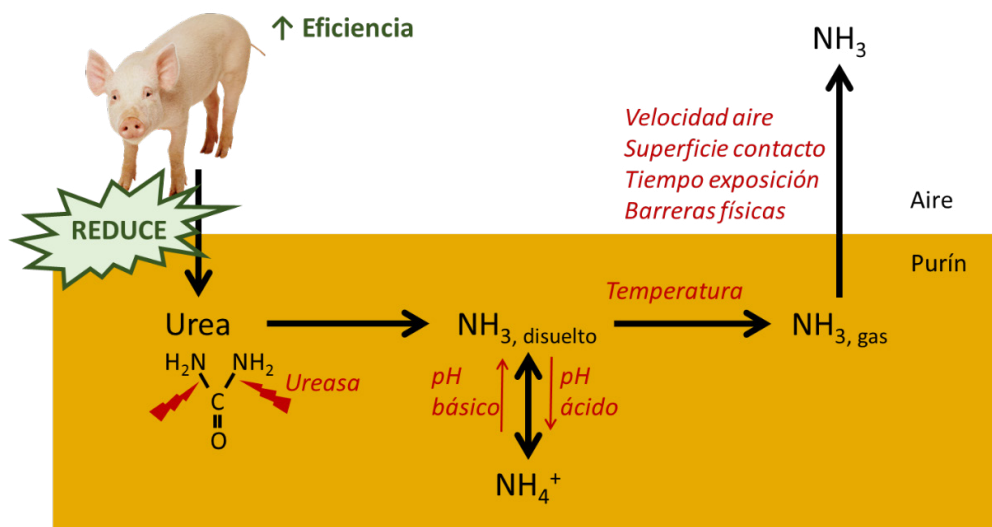 ↑ Eficiencia
REDUCE
NH₃
Velocidad aire
Superficie contacto
Tiempo exposición
Barreras físicas
Aire
Purín
Urea
NH₃, disuelto
Temperatura
NH₃, gas
H₂N
NH₂
C
O
Ureasa
pH
básico
pH
ácido
NH₄⁺